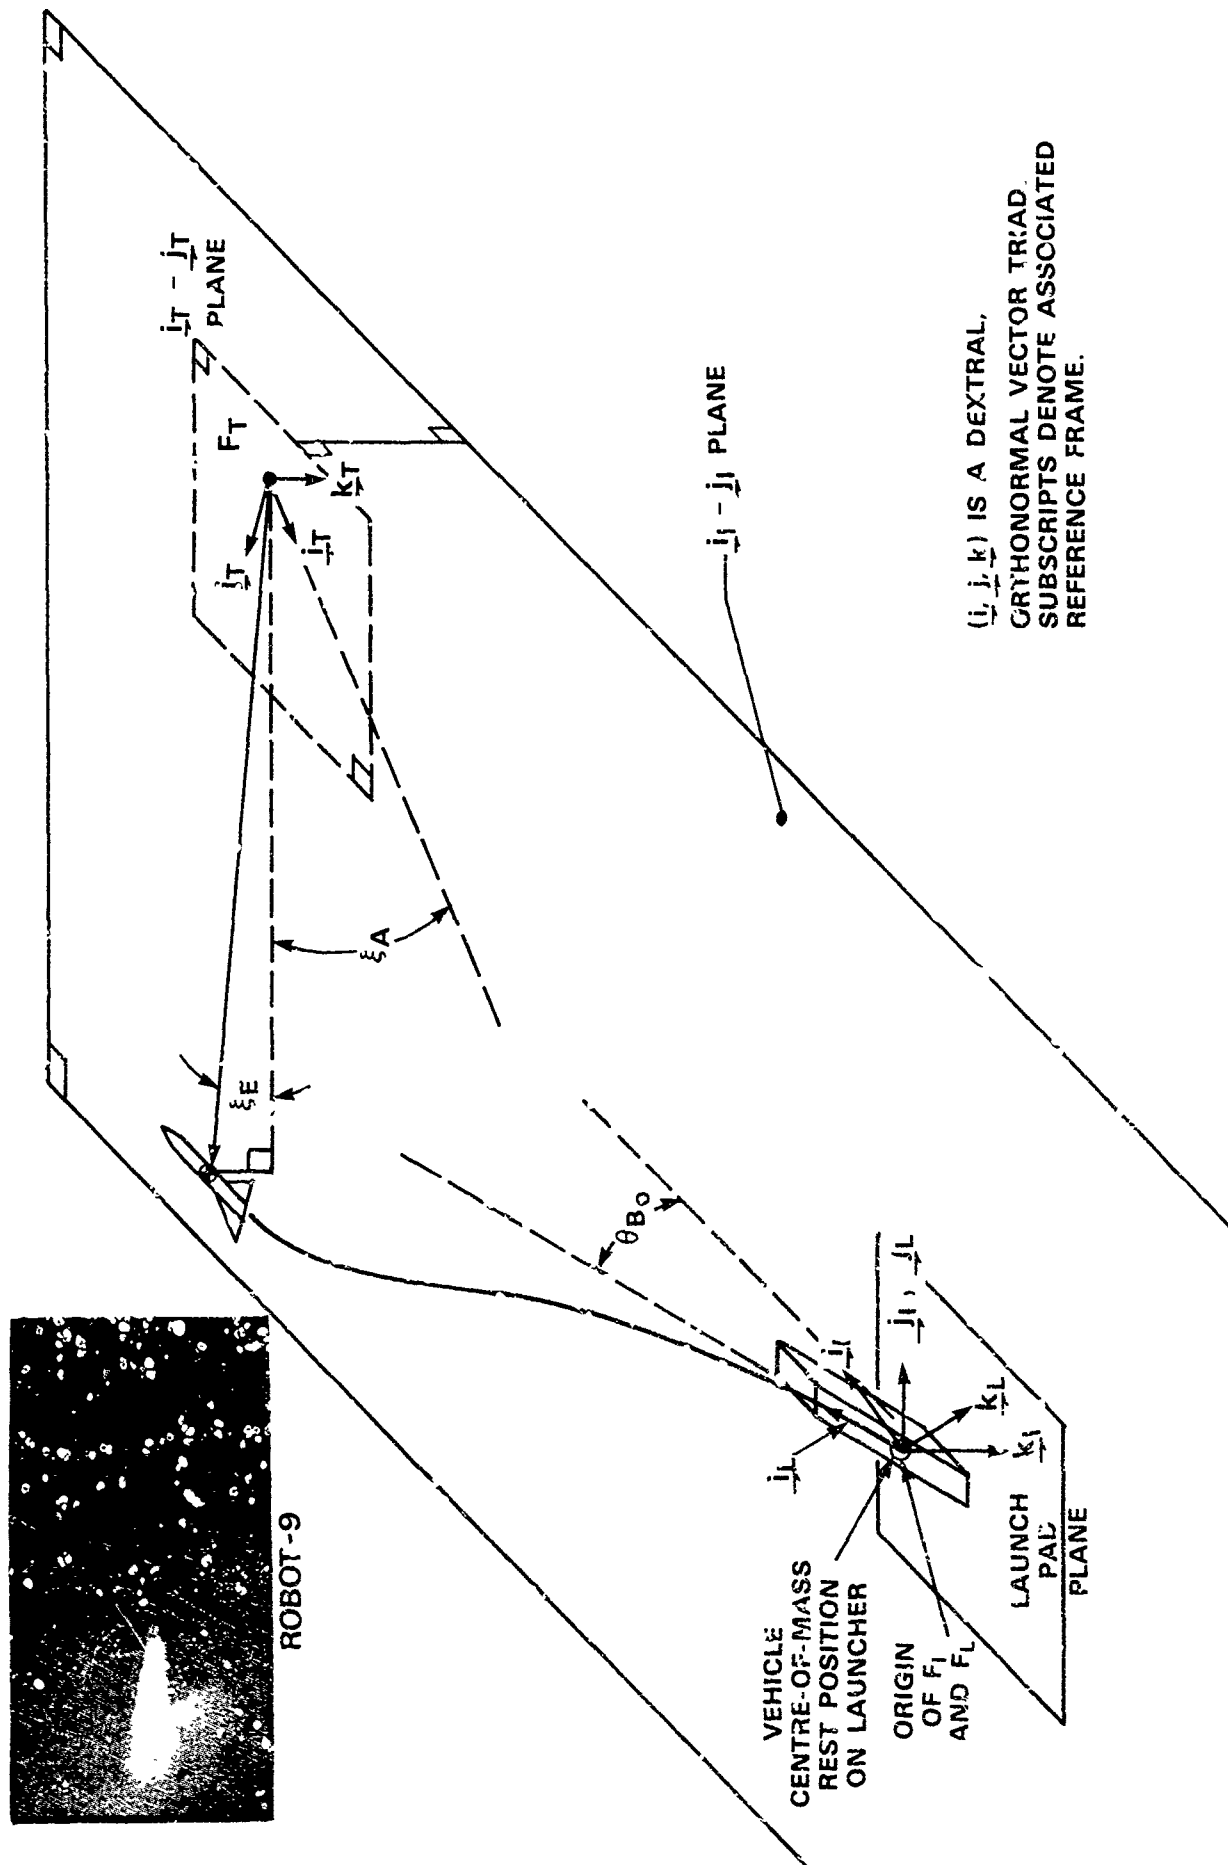 ROBOT-9
i_T – j_T
PLANE
F_T
k_T
j_T
i_T
ξ_E
ξ_A
θ_B₀
i_I – j_I PLANE
i_I
j_I, j_L
k_L
k_I
i_L
VEHICLE
CENTRE-OF-MASS
REST POSITION
ON LAUNCHER
ORIGIN
OF F_I
AND F_L
LAUNCH
PAD
PLANE
(i, j, k) IS A DEXTRAL,
ORTHONORMAL VECTOR TRIAD.
SUBSCRIPTS DENOTE ASSOCIATED
REFERENCE FRAME.